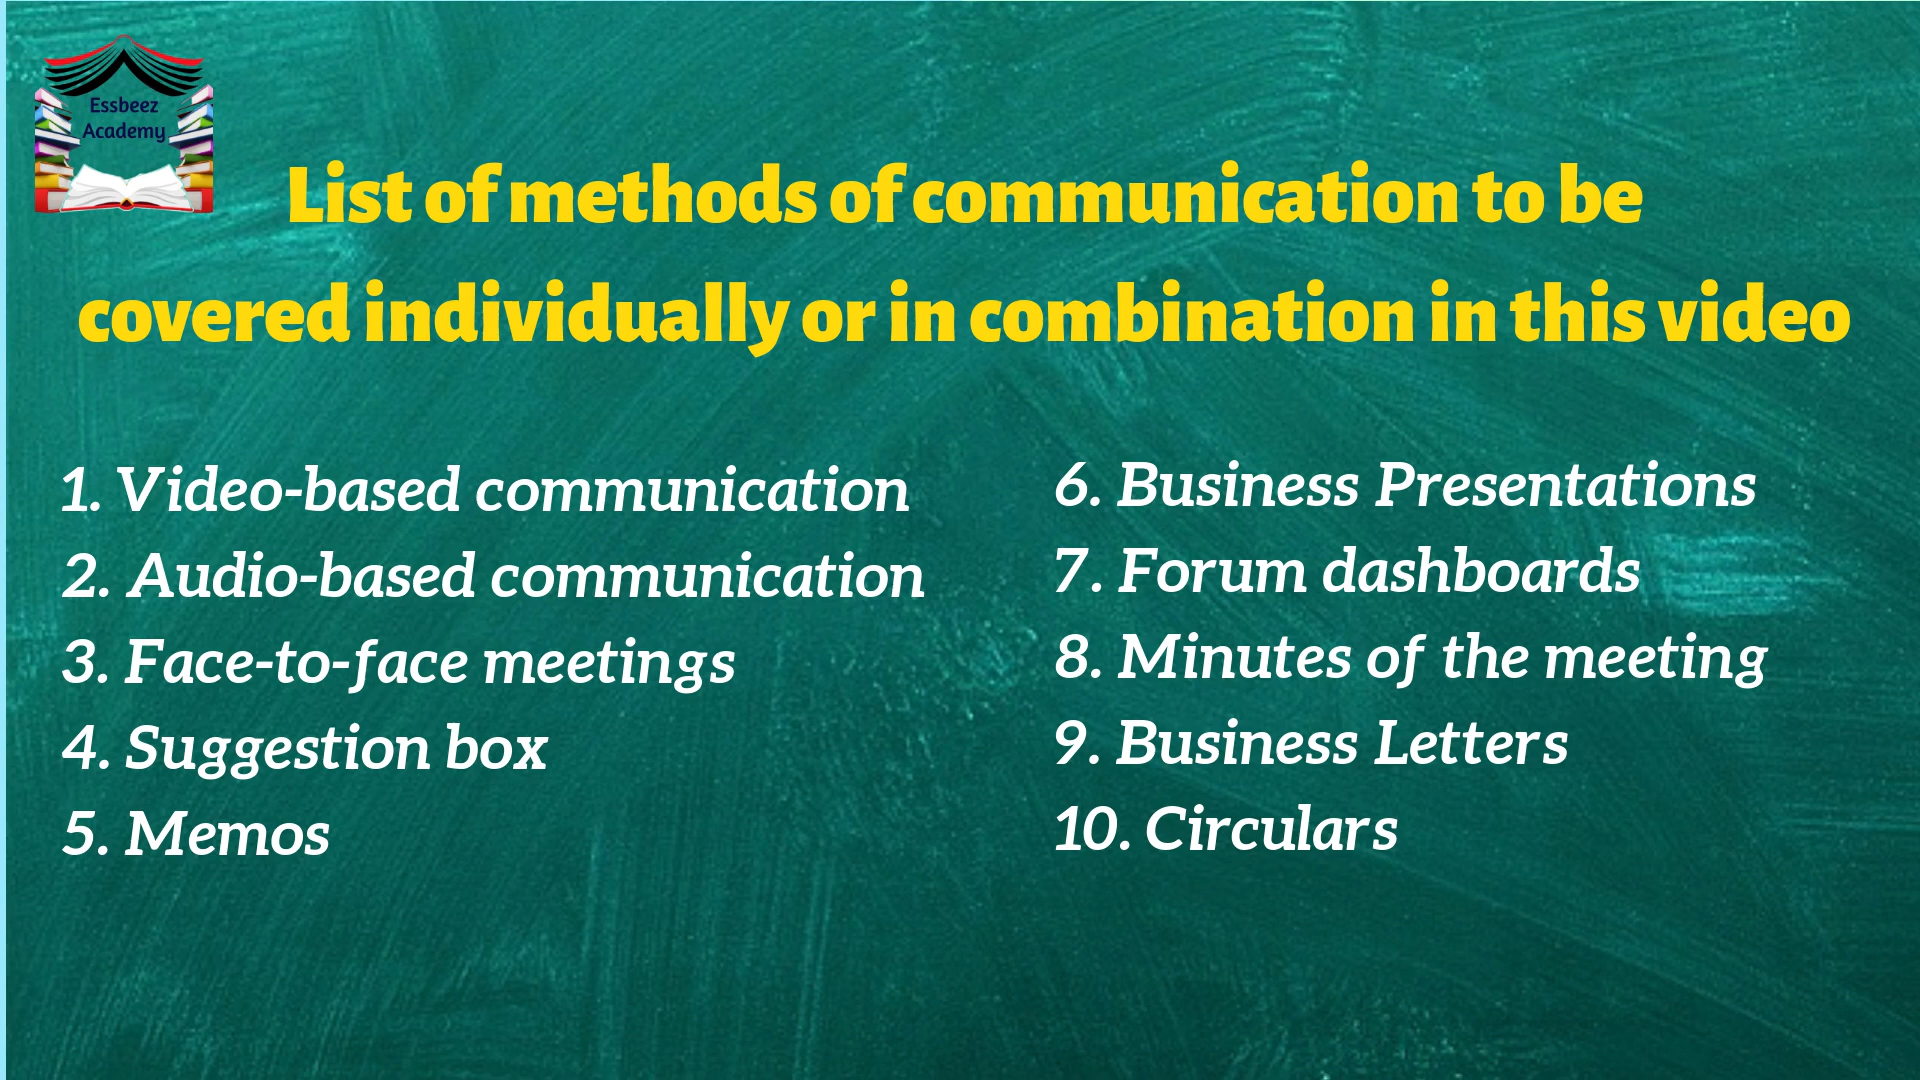 Essbeez
Academy
List of methods of communication to be
covered individually or in combination in this video
1. Video-based communication
2. Audio-based communication
3. Face-to-face meetings
4. Suggestion box
5. Memos
6. Business Presentations
7. Forum dashboards
8. Minutes of the meeting
9. Business Letters
10. Circulars